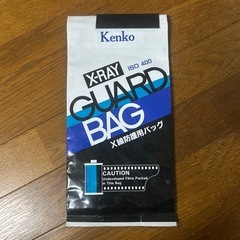 Kenko
X-RAY ISO 400
GUARD
BAG
X線防護用バッグ
CAUTION
Undeveloped Films Packed
in This Bag